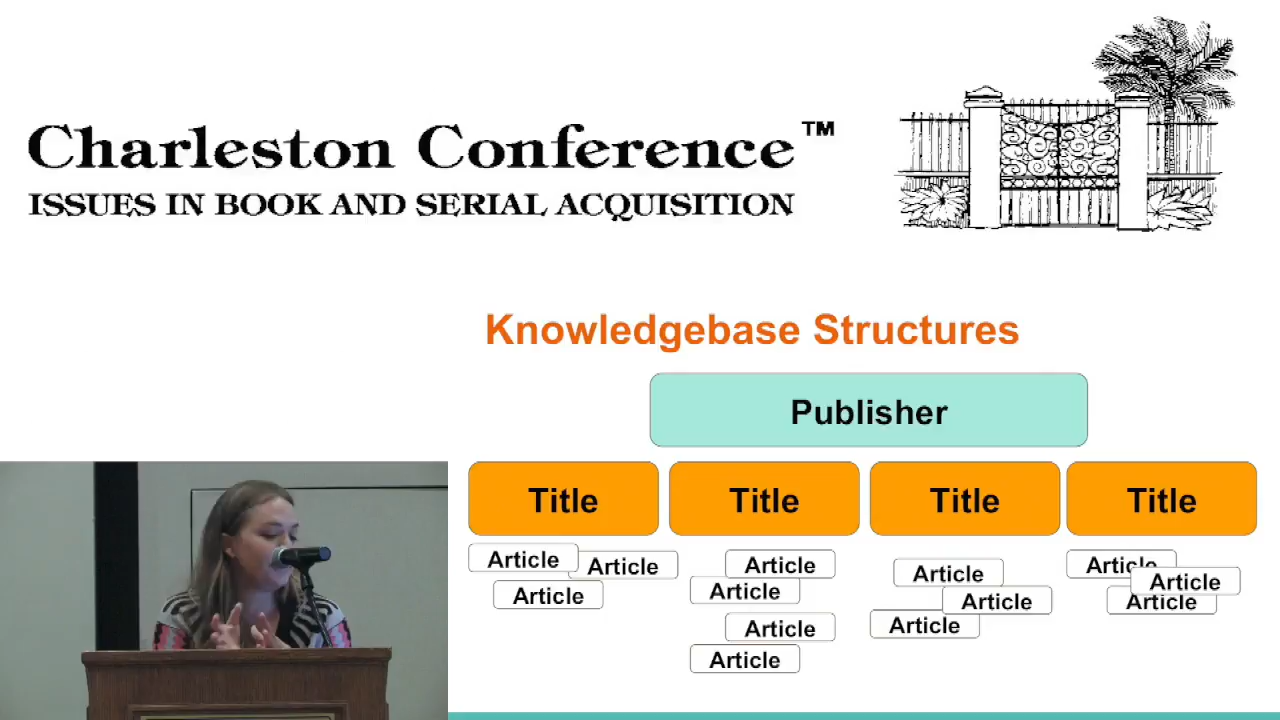 Charleston Conference™
ISSUES IN BOOK AND SERIAL ACQUISITION
Knowledgebase Structures
Publisher
Title Title Title Title
Article Article Article
Article Article Article Article
Article Article Article
Article Article Article